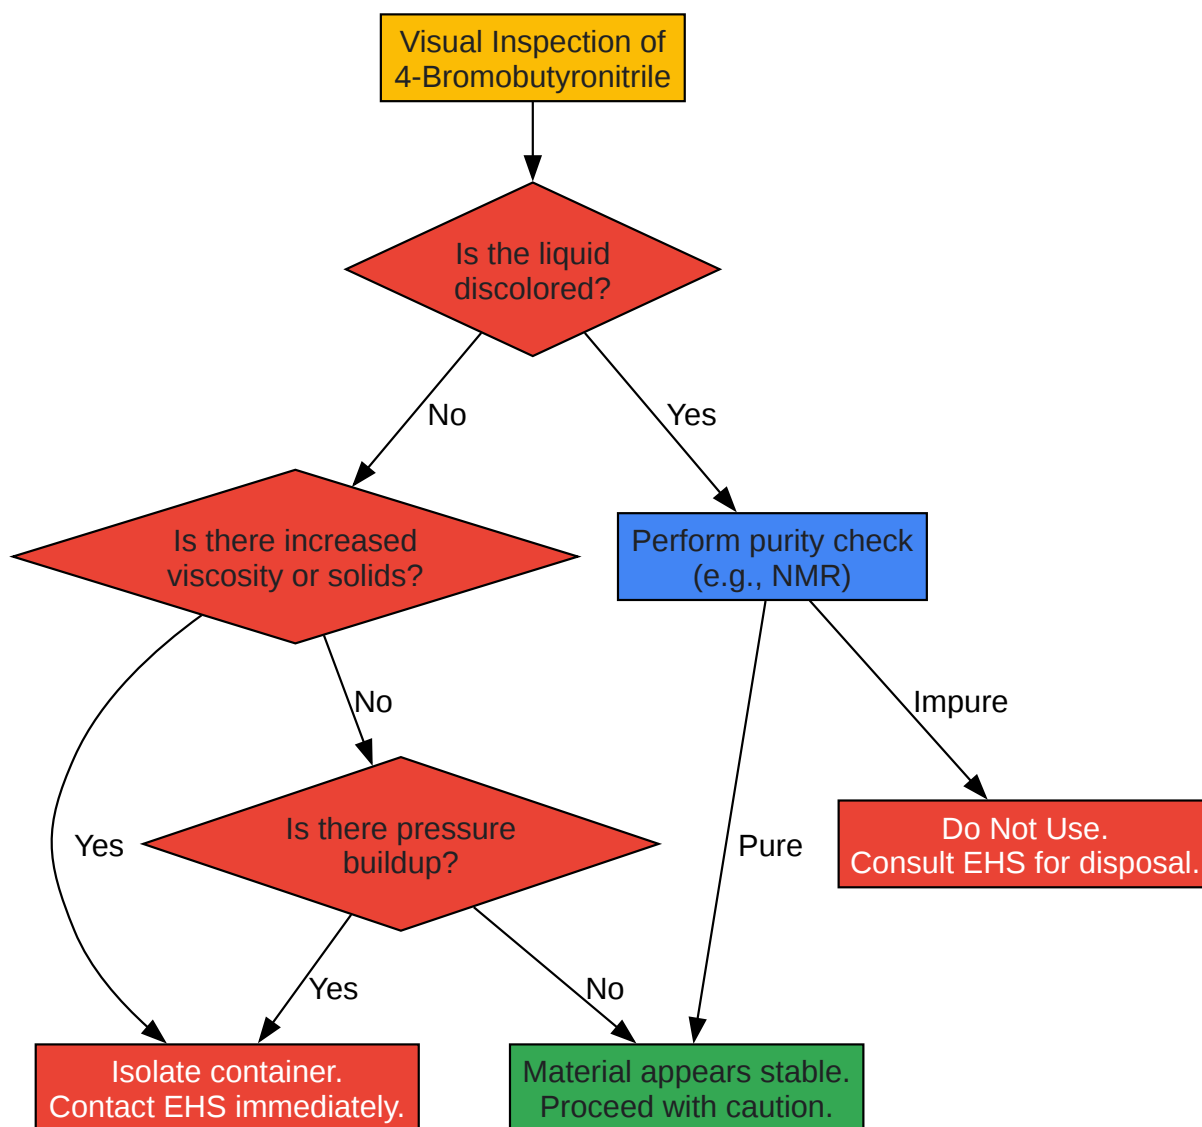 Visual Inspection of
4-Bromobutyronitrile
Is the liquid
discolored?
No
Yes
Is there increased
viscosity or solids?
Perform purity check
(e.g., NMR)
No
Impure
Is there pressure
buildup?
Yes
Pure
Do Not Use.
Consult EHS for disposal.
Yes
No
Isolate container.
Contact EHS immediately.
Material appears stable.
Proceed with caution.